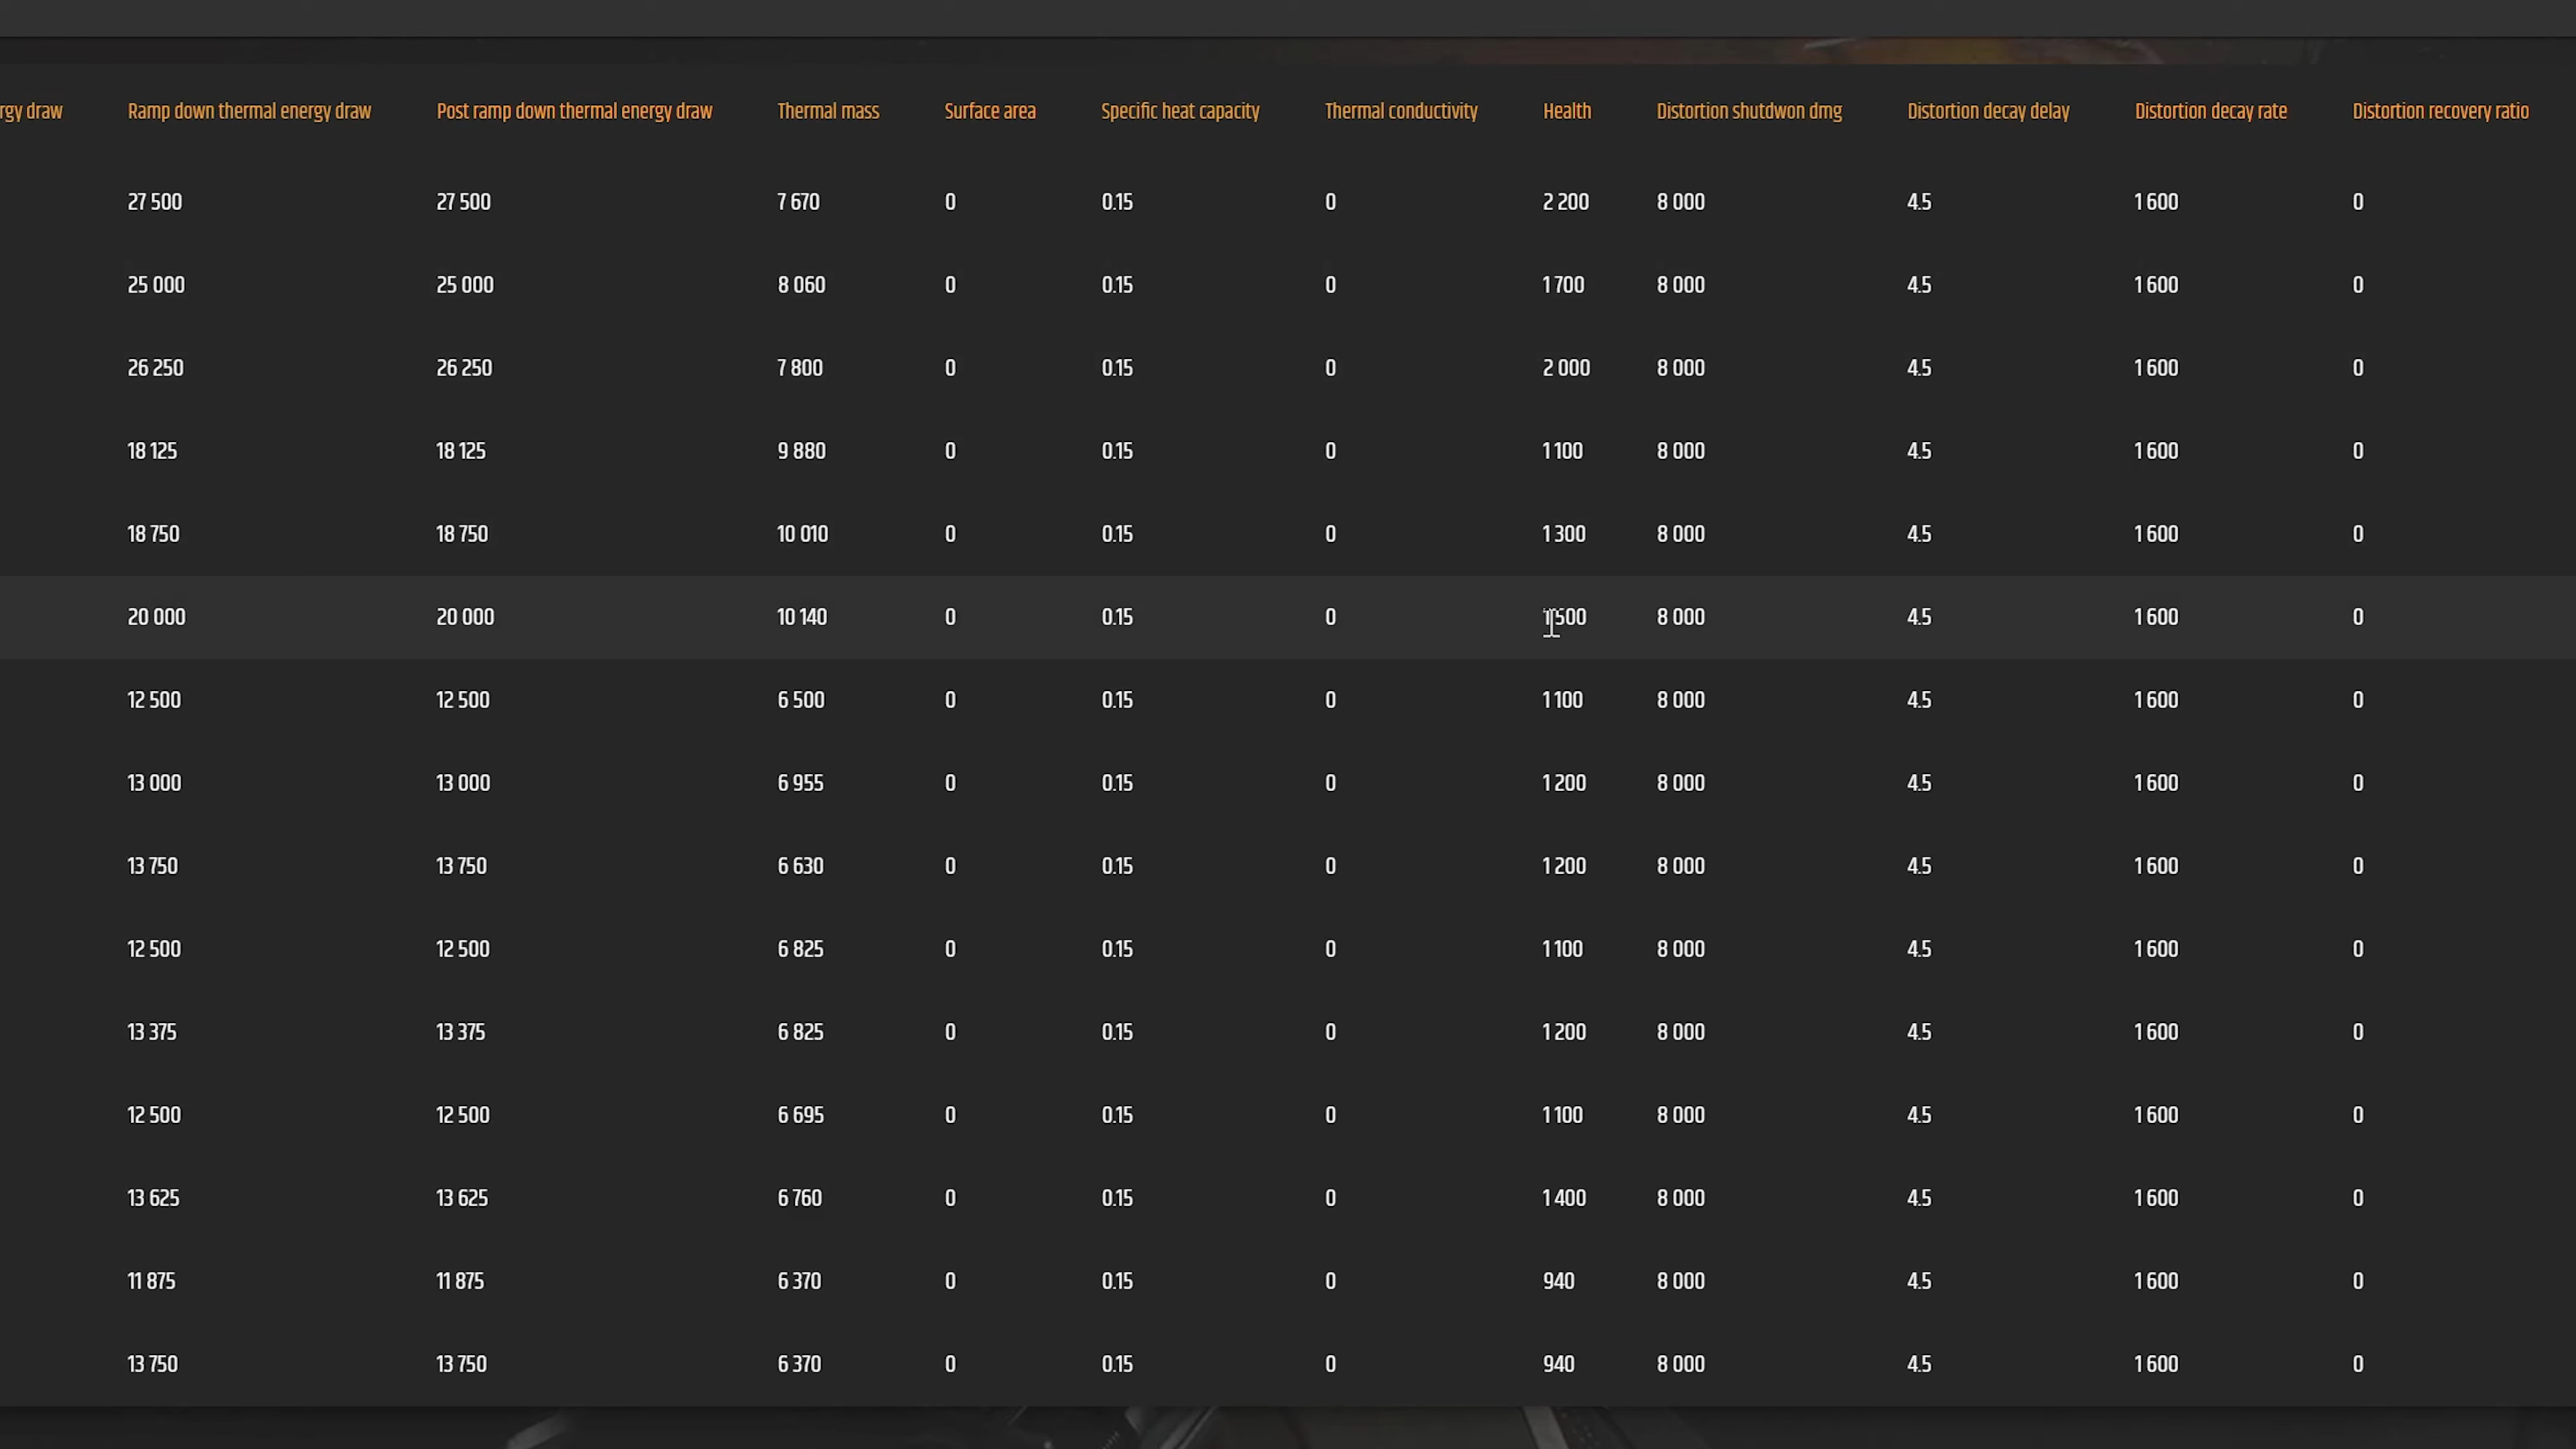 rgy draw Ramp down thermal energy draw Post ramp down thermal energy draw Thermal mass Surface area Specific heat capacity Thermal conductivity Health Distortion shutdwon dmg Distortion decay delay Distortion decay rate Distortion recovery ratio
27 500 27 500 7 670 0 0.15 0 2 200 8 000 4.5 1 600 0
25 000 25 000 8 060 0 0.15 0 1 700 8 000 4.5 1 600 0
26 250 26 250 7 800 0 0.15 0 2 000 8 000 4.5 1 600 0
18 125 18 125 9 880 0 0.15 0 1 100 8 000 4.5 1 600 0
18 750 18 750 10 010 0 0.15 0 1 300 8 000 4.5 1 600 0
20 000 20 000 10 140 0 0.15 0 1 500 8 000 4.5 1 600 0
12 500 12 500 6 500 0 0.15 0 1 100 8 000 4.5 1 600 0
13 000 13 000 6 955 0 0.15 0 1 200 8 000 4.5 1 600 0
13 750 13 750 6 630 0 0.15 0 1 200 8 000 4.5 1 600 0
12 500 12 500 6 825 0 0.15 0 1 100 8 000 4.5 1 600 0
13 375 13 375 6 825 0 0.15 0 1 200 8 000 4.5 1 600 0
12 500 12 500 6 695 0 0.15 0 1 100 8 000 4.5 1 600 0
13 625 13 625 6 760 0 0.15 0 1 400 8 000 4.5 1 600 0
11 875 11 875 6 370 0 0.15 0 940 8 000 4.5 1 600 0
13 750 13 750 6 370 0 0.15 0 940 8 000 4.5 1 600 0